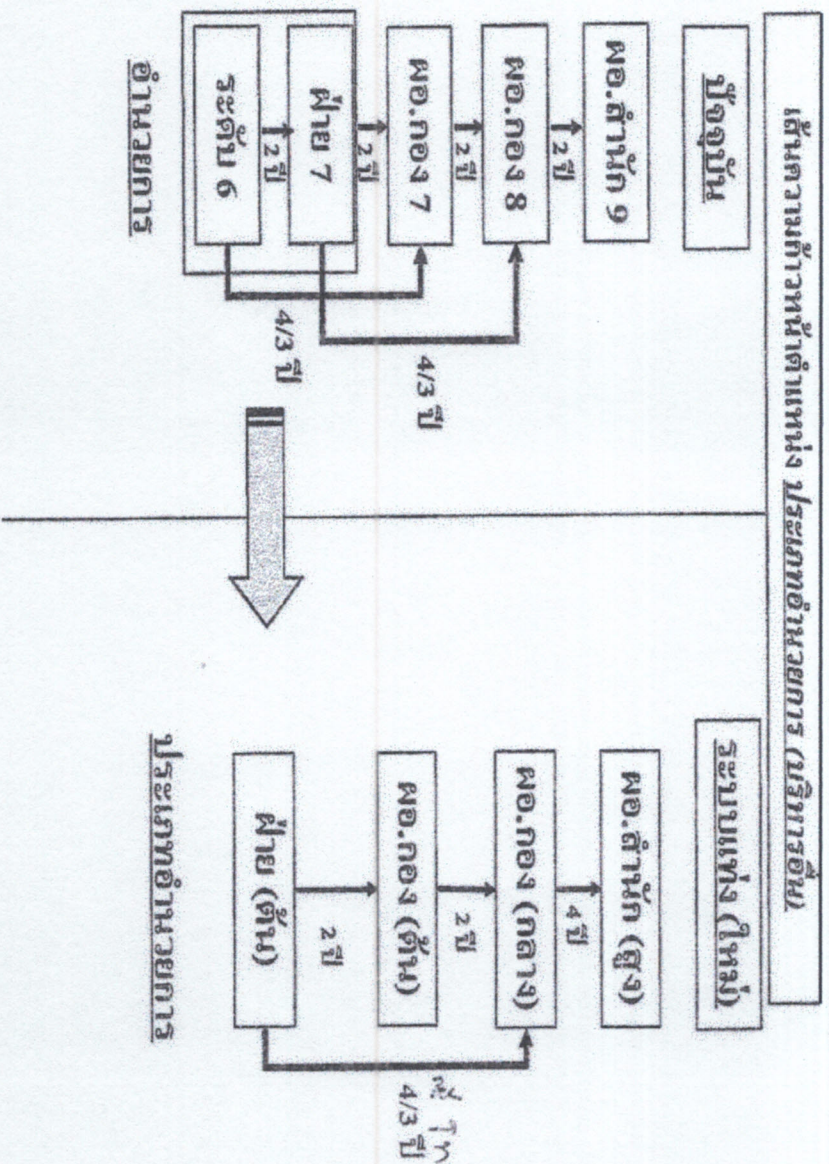 เส้นความก้าวหน้าตำแหน่ง ประเภทอำนวยการ (บริหารอื่น)
ปัจจุบัน
ผอ.สำนัก 9
2 ปี
ผอ.กอง 8
2 ปี
ผอ.กอง 7
2 ปี
ฝ่าย 7
2 ปี
ระดับ 6
4/3 ปี
4/3 ปี
อำนวยการ
ระบบแท่ง (ใหม่)
ผอ.สำนัก (สูง)
4 ปี
ผอ.กอง (กลาง)
2 ปี
ผอ.กอง (ต้น)
2 ปี
ฝ่าย (ต้น)
4/3 ปี
ประเภทอำนวยการ